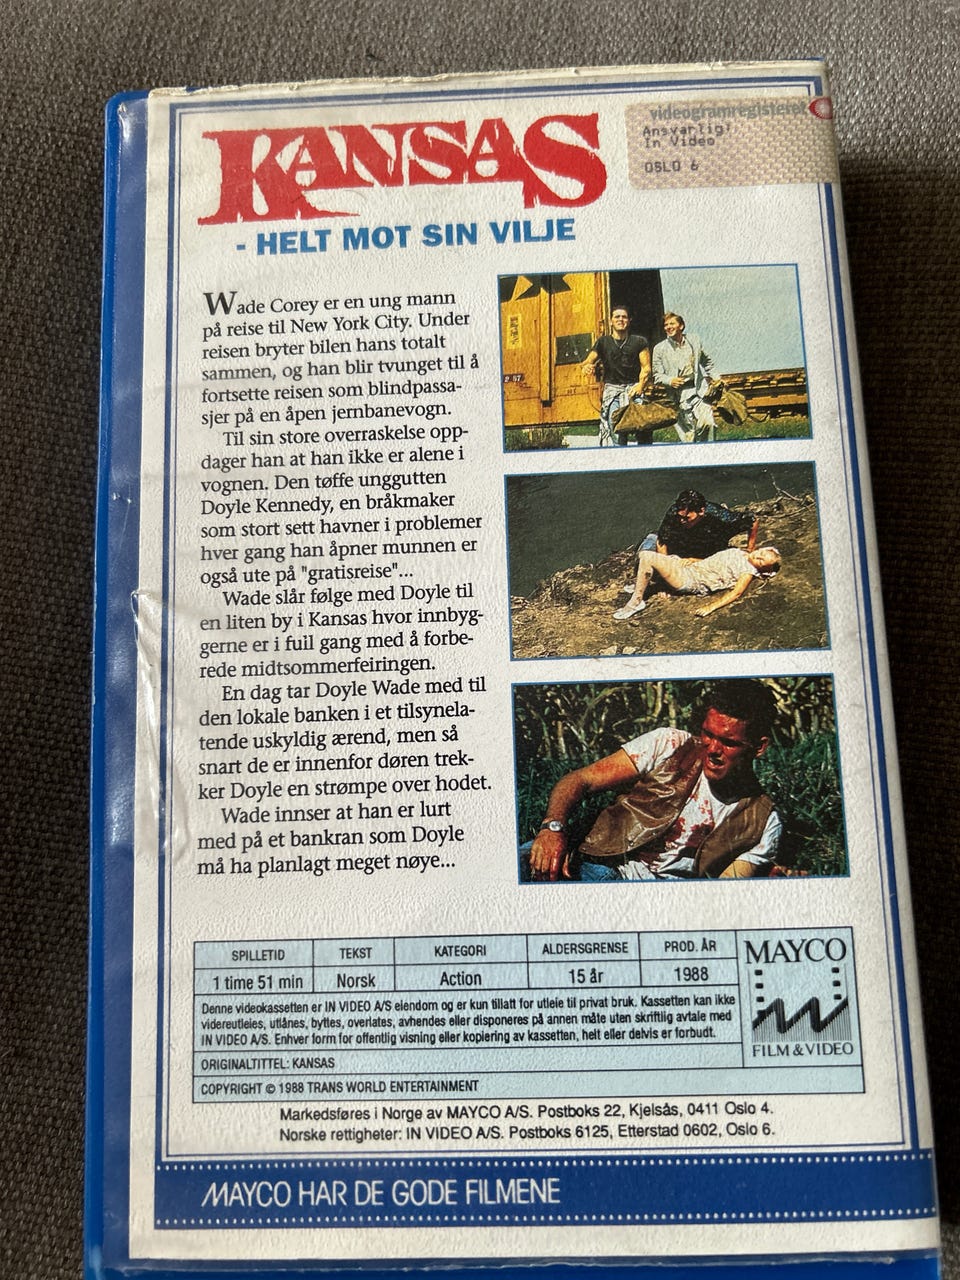 KANSAS
- HELT MOT SIN VILJE
videogramregisteret
Ansvarlig:
In Video
OSLO 6
Wade Corey er en ung mann
på reise til New York City. Under
reisen bryter bilen hans totalt
sammen, og han blir tvunget til å
fortsette reisen som blindpassa-
sjer på en åpen jernbanevogn.
Til sin store overraskelse opp-
dager han at han ikke er alene i
vognen. Den tøffe unggutten
Doyle Kennedy, en bråkmaker
som stort sett havner i problemer
hver gang han åpner munnen er
også ute på "gratisreise"...
Wade slår følge med Doyle til
en liten by i Kansas hvor innbyg-
gerne er i full gang med å forbe-
rede midtsommerfeiringen.
En dag tar Doyle Wade med til
den lokale banken i et tilsynela-
tende uskyldig ærend, men så
snart de er innenfor døren trek-
ker Doyle en strømpe over hodet.
Wade innser at han er lurt
med på et bankran som Doyle
må ha planlagt meget nøye...
SPILLETID TEKST KATEGORI ALDERSGRENSE PROD. ÅR
1 time 51 min Norsk Action 15 år 1988
Denne videokassetten er IN VIDEO A/S eiendom og er kun tillatt for utleie til privat bruk. Kassetten kan ikke
videreutleies, utlånes, byttes, overlates, avhendes eller disponeres på annen måte uten skriftlig avtale med
IN VIDEO A/S. Enhver form for offentlig visning eller kopiering av kassetten, helt eller delvis er forbudt.
ORIGINALTITTEL: KANSAS
COPYRIGHT © 1988 TRANS WORLD ENTERTAINMENT
MAYCO
FILM & VIDEO
Markedsføres i Norge av MAYCO A/S. Postboks 22, Kjelsås, 0411 Oslo 4.
Norske rettigheter: IN VIDEO A/S. Postboks 6125, Etterstad 0602, Oslo 6.
MAYCO HAR DE GODE FILMENE